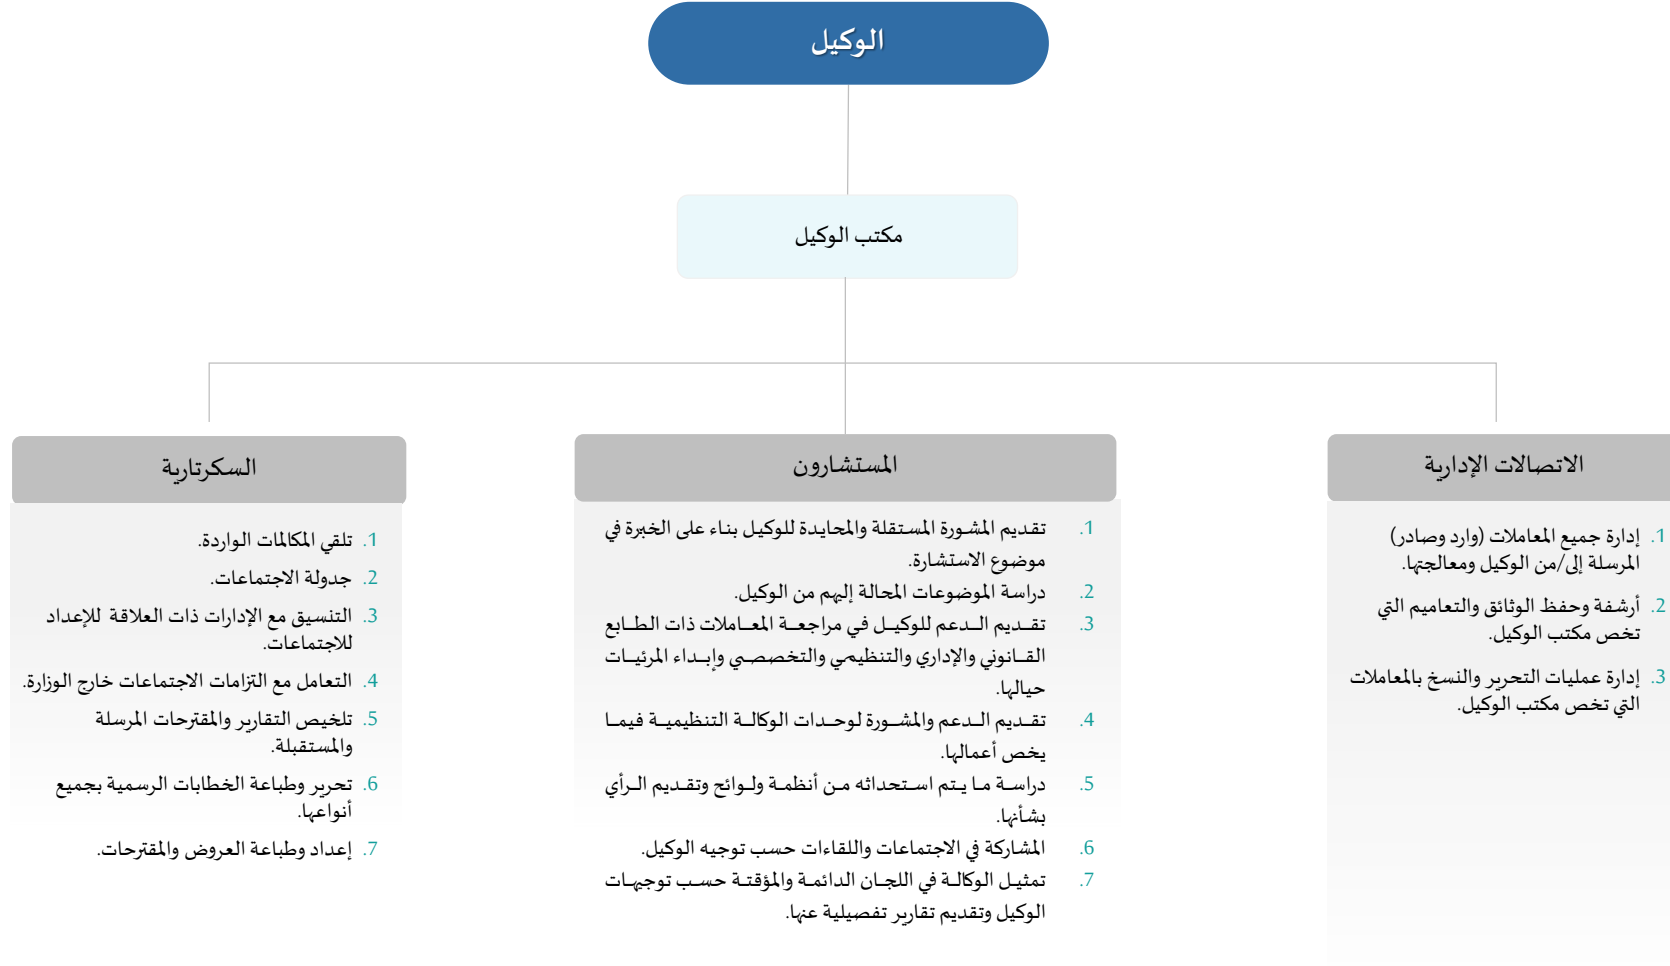 الوكيل
مكتب الوكيل
الاتصالات الإدارية
1. إدارة جميع المعاملات (وارد وصادر)
المرسلة إلى/من الوكيل ومعالجتها.
2. أرشفة وحفظ الوثائق والتعاميم التي
تخص مكتب الوكيل.
3. إدارة عمليات التحرير والنسخ بالمعاملات
التي تخص مكتب الوكيل.
المستشارون
1. تقديم المشورة المستقلة والمحايدة للوكيل بناء على الخبرة في
موضوع الاستشارة.
2. دراسة الموضوعات المحالة إليهم من الوكيل.
3. تقديم الدعم للوكيل في مراجعة المعاملات ذات الطابع
القانوني والإداري والتنظيمي والتخصصي وإبداء المرئيات
حيالها.
4. تقديم الدعم والمشورة لوحدات الوكالة التنظيمية فيما
يخص أعمالها.
5. دراسة ما يتم استحداثه من أنظمة ولوائح وتقديم الرأي
بشأنها.
6. المشاركة في الاجتماعات واللقاءات حسب توجيه الوكيل.
7. تمثيل الوكالة في اللجان الدائمة والمؤقتة حسب توجيهات
الوكيل وتقديم تقارير تفصيلية عنها.
السكرتارية
1. تلقي المكالمات الواردة.
2. جدولة الاجتماعات.
3. التنسيق مع الإدارات ذات العلاقة للإعداد
للاجتماعات.
4. التعامل مع التزامات الاجتماعات خارج الوزارة.
5. تلخيص التقارير والمقترحات المرسلة
والمستقبلة.
6. تحرير وطباعة الخطابات الرسمية بجميع
أنواعها.
7. إعداد وطباعة العروض والمقترحات.